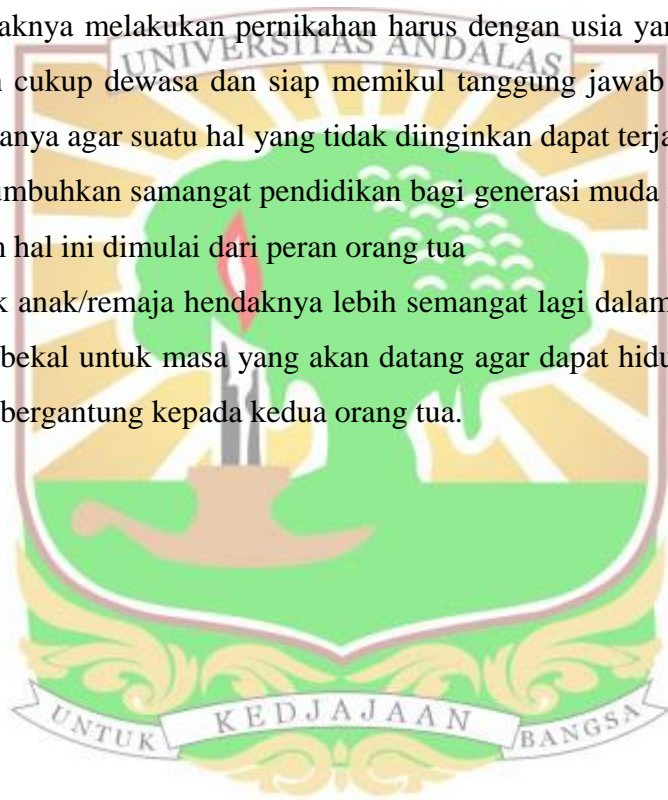 aknya melakukan pernikahan harus dengan usia yan
UNIVERSITAS ANDALAS
cukup dewasa dan siap memikul tanggung jawab
anya agar suatu hal yang tidak diinginkan dapat terja
umbuhkan samangat pendidikan bagi generasi muda
hal ini dimulai dari peran orang tua
k anak/remaja hendaknya lebih semangat lagi dalam
bekal untuk masa yang akan datang agar dapat hidu
bergantung kepada kedua orang tua.
UNTUK KEDJAJAAN BANGSA